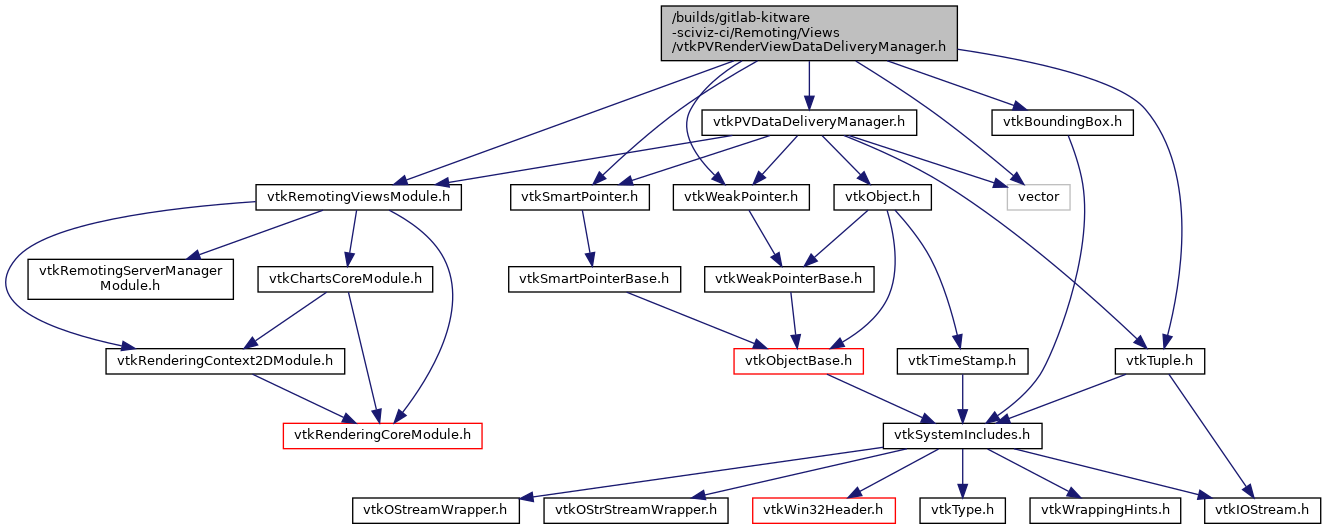 /builds/gitlab-kitware
-sciviz-ci/Remoting/Views
/vtkPVRenderViewDataDeliveryManager.h
vtkPVDataDeliveryManager.h
vtkBoundingBox.h
vtkRemotingViewsModule.h
vtkSmartPointer.h
vtkWeakPointer.h
vtkObject.h
vector
vtkRemotingServerManager
Module.h
vtkChartsCoreModule.h
vtkSmartPointerBase.h
vtkWeakPointerBase.h
vtkRenderingContext2DModule.h
vtkObjectBase.h
vtkTimeStamp.h
vtkTuple.h
vtkRenderingCoreModule.h
vtkSystemIncludes.h
vtkOStreamWrapper.h
vtkOStrStreamWrapper.h
vtkWin32Header.h
vtkType.h
vtkWrappingHints.h
vtkIOStream.h